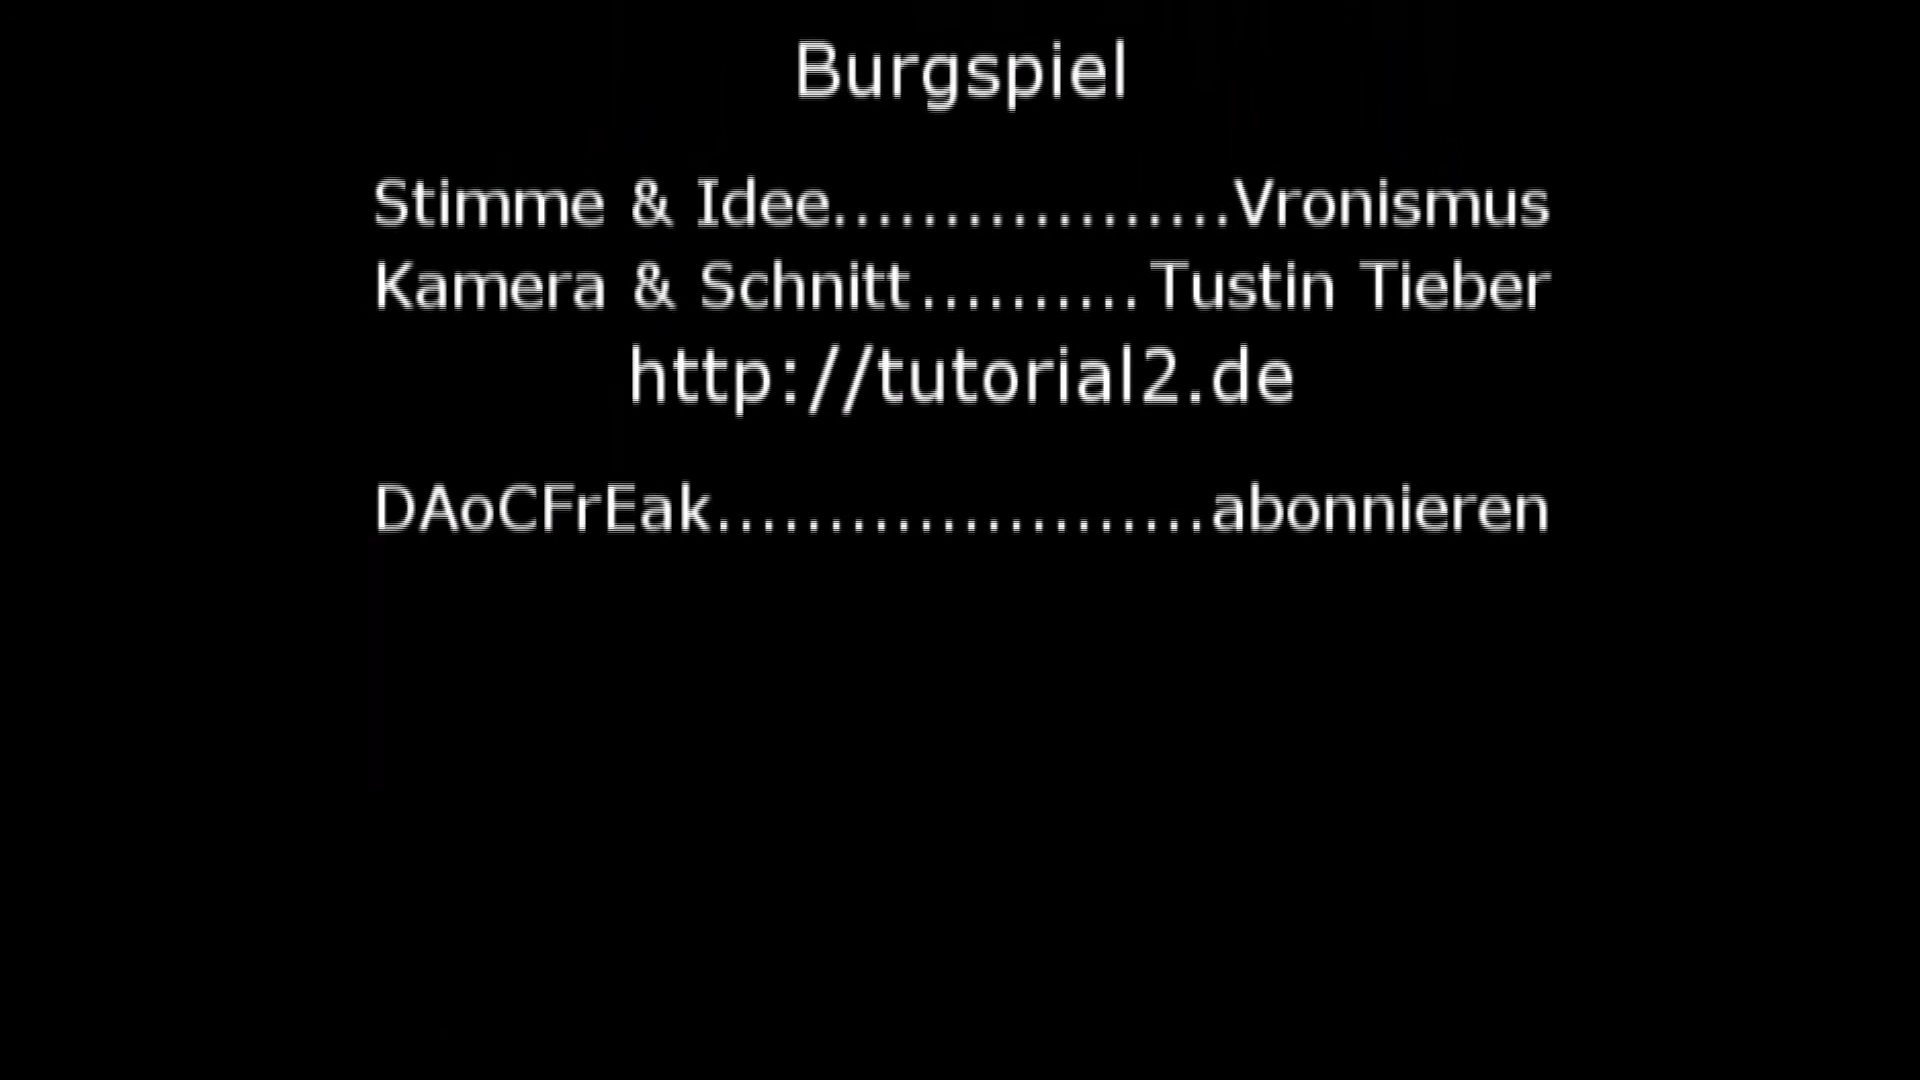 Burgspiel
Stimme & Idee..................Vronismus
Kamera & Schnitt..........Tustin Tieber
http://tutorial2.de
DAoCFrEak......................abonnieren